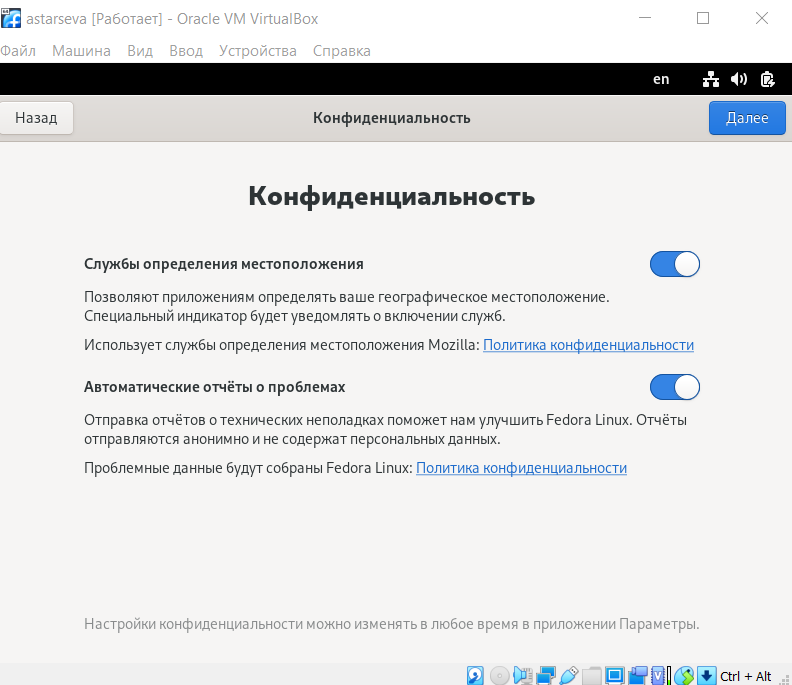 astarseva [Работает] - Oracle VM VirtualBox
Файл Машина Вид Ввод Устройства Справка
en
Назад Конфиденциальность Далее
Конфиденциальность
Службы определения местоположения
Позволяют приложениям определять ваше географическое местоположение.
Специальный индикатор будет уведомлять о включении служб.
Использует службы определения местоположения Mozilla: Политика конфиденциальности
Автоматические отчёты о проблемах
Отправка отчётов о технических неполадках поможет нам улучшить Fedora Linux. Отчёты
отправляются анонимно и не содержат персональных данных.
Проблемные данные будут собраны Fedora Linux: Политика конфиденциальности
Настройки конфиденциальности можно изменять в любое время в приложении Параметры.
Ctrl + Alt